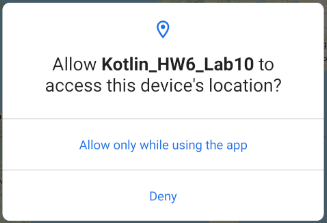 Allow Kotlin_HW6_Lab10 to
access this device's location?
Allow only while using the app
Deny